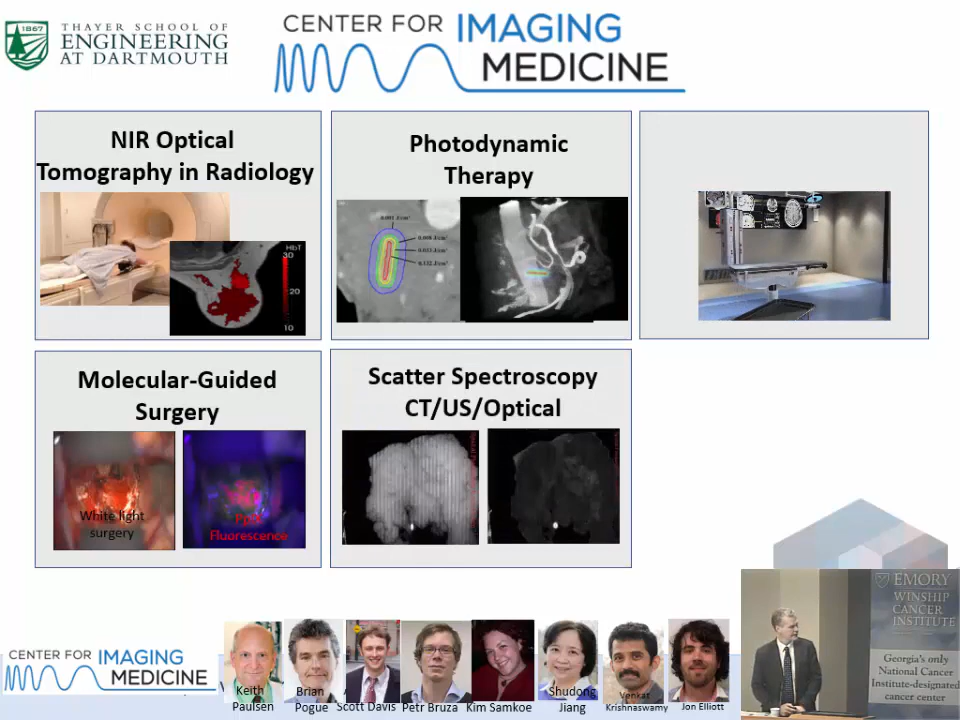 1867
THAYER SCHOOL OF
ENGINEERING
AT DARTMOUTH
CENTER FOR IMAGING
MEDICINE
NIR Optical
Tomography in Radiology
HbT
30
20
10
Photodynamic
Therapy
Molecular-Guided
Surgery
White light
surgery
PpIX
Fluorescence
Scatter Spectroscopy
CT/US/Optical
CENTER FOR IMAGING
MEDICINE
Keith
Paulsen
Brian
Pogue
Scott Davis
Petr Bruza
Kim Samkoe
Shudong
Jiang
Venkat
Krishnaswamy
Jon Elliott
EMORY
WINSHIP
CANCER
INSTITUTE
Georgia's only
National Cancer
Institute-designated
cancer center